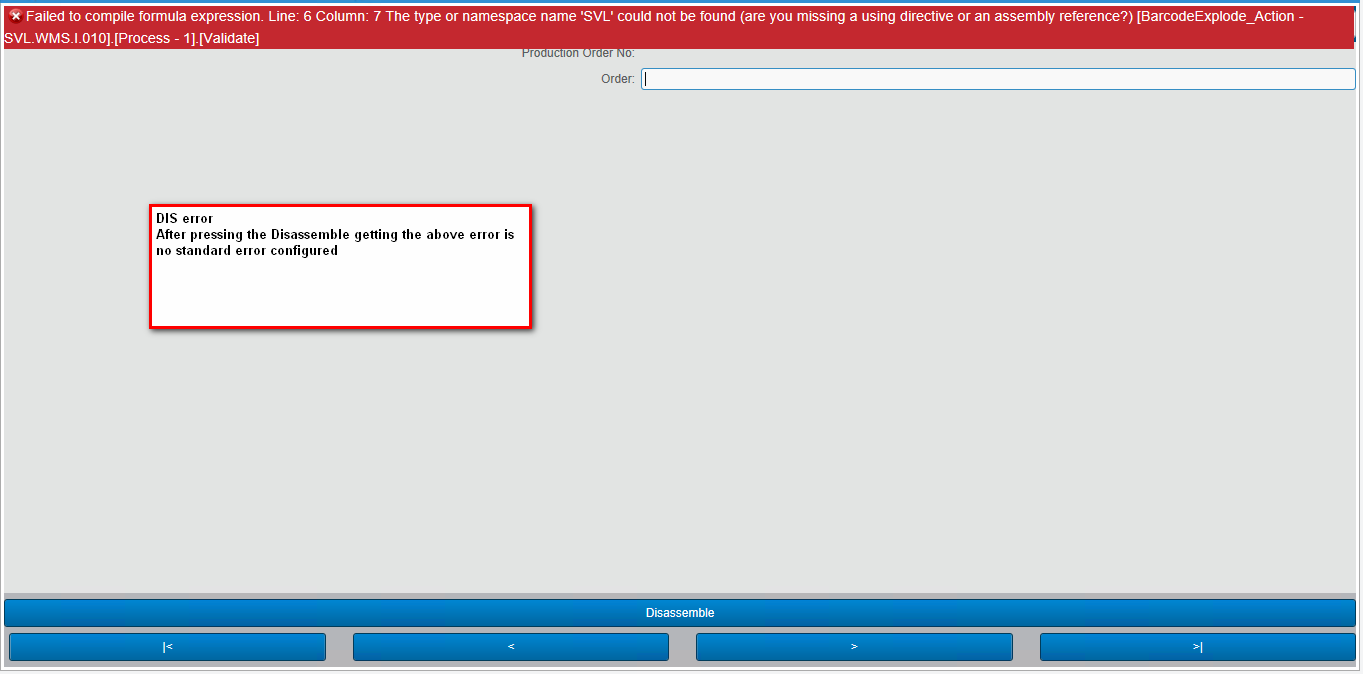 Failed to compile formula expression. Line: 6 Column: 7 The type or namespace name 'SVL' could not be found (are you missing a using directive or an assembly reference?) [BarcodeExplode_Action -
SVL.WMS.I.010].[Process - 1].[Validate]
Production Order No:
Order:
DIS error
After pressing the Disassemble getting the above error is
no standard error configured
Disassemble
|< < > >|